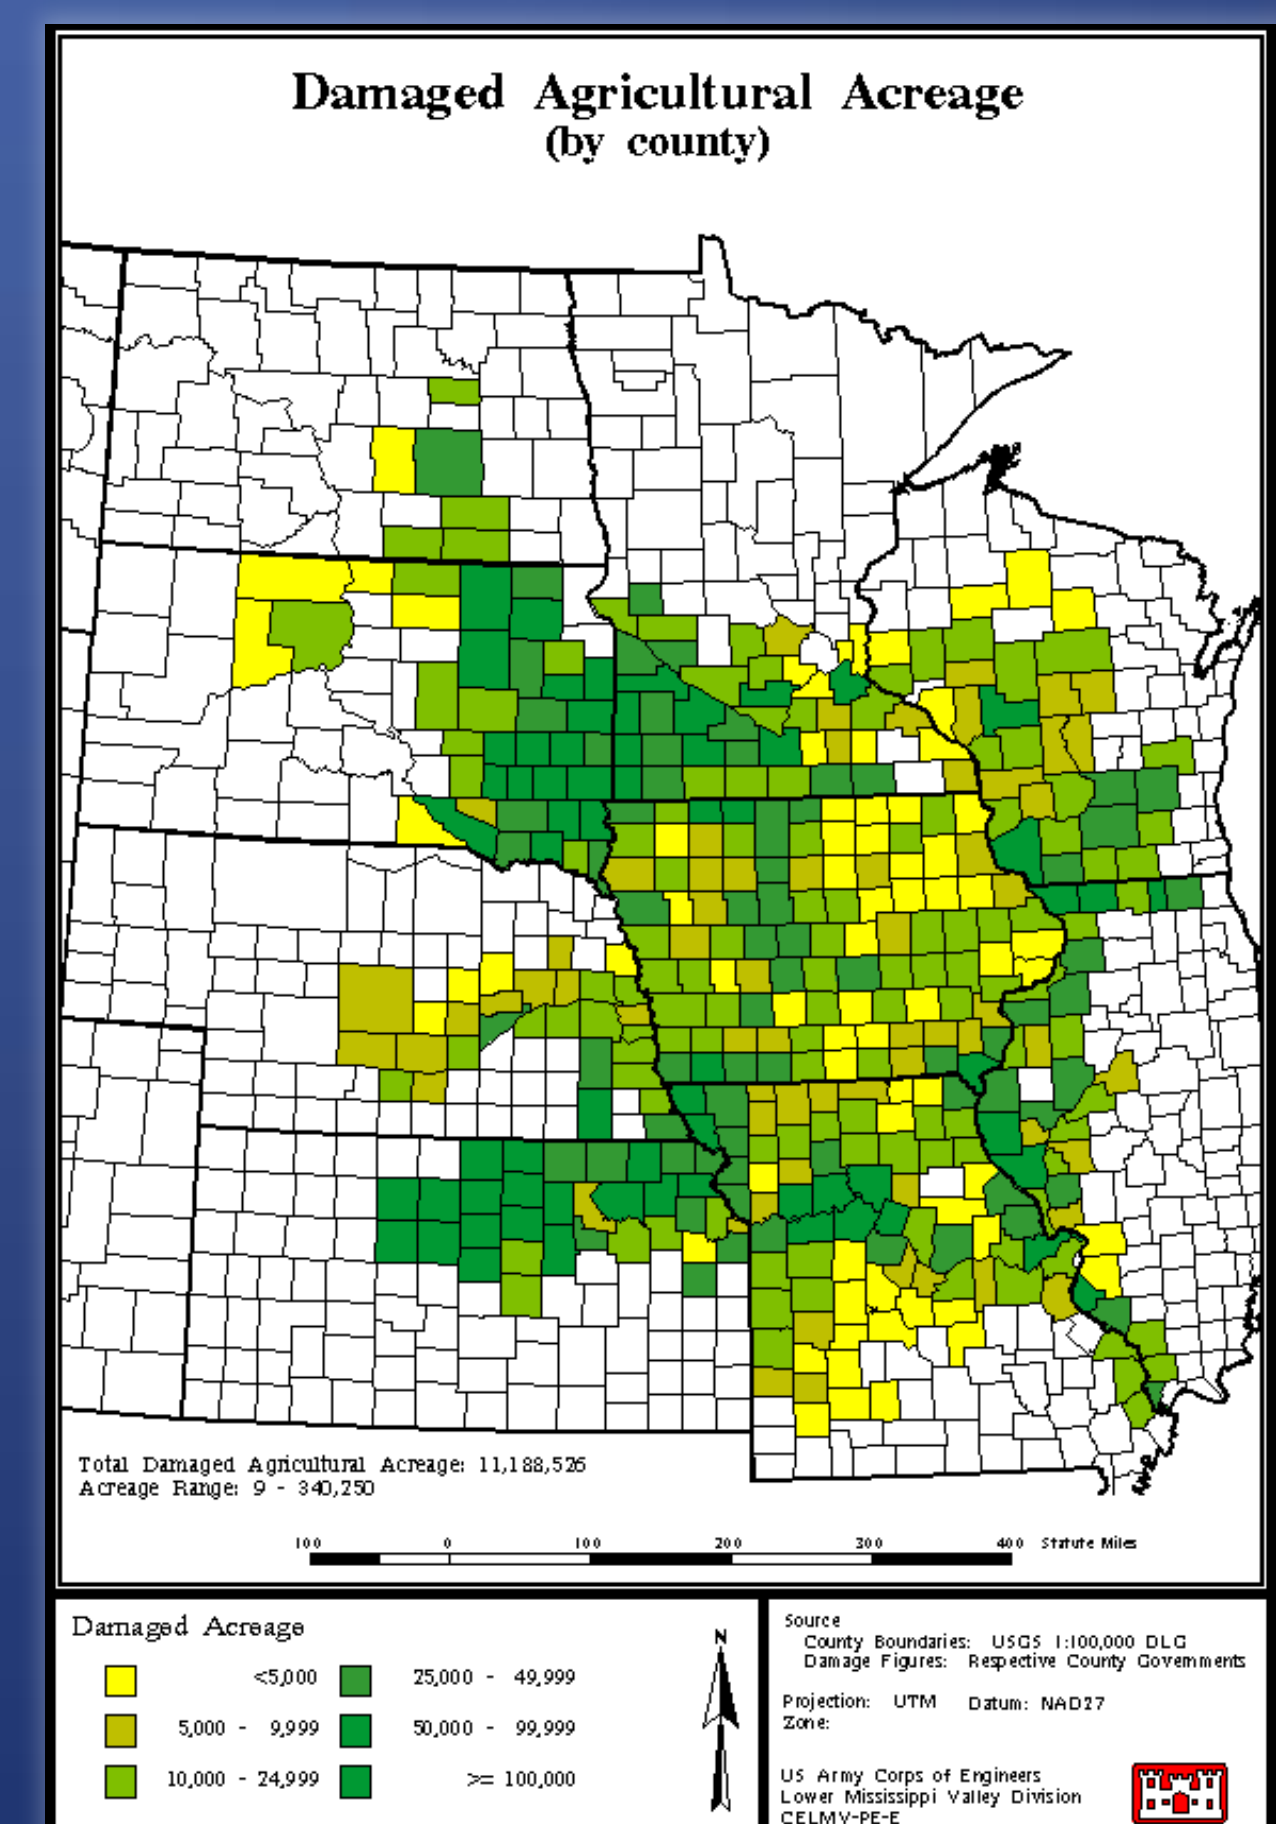 Damaged Agricultural Acreage
(by county)
Total Damaged Agricultural Acreage: 11,188,526
Acreage Range: 9 - 340,250
100 0 100 200 300 400 Statute Miles
Damaged Acreage
<5,000
5,000 - 9,999
10,000 - 24,999
25,000 - 49,999
50,000 - 99,999
>= 100,000
N
Source
County Boundaries: USGS 1:100,000 DLG
Damage Figures: Respective County Governments
Projection: UTM Datum: NAD27
Zone:
US Army Corps of Engineers
Lower Mississippi Valley Division
CELMV-PE-E